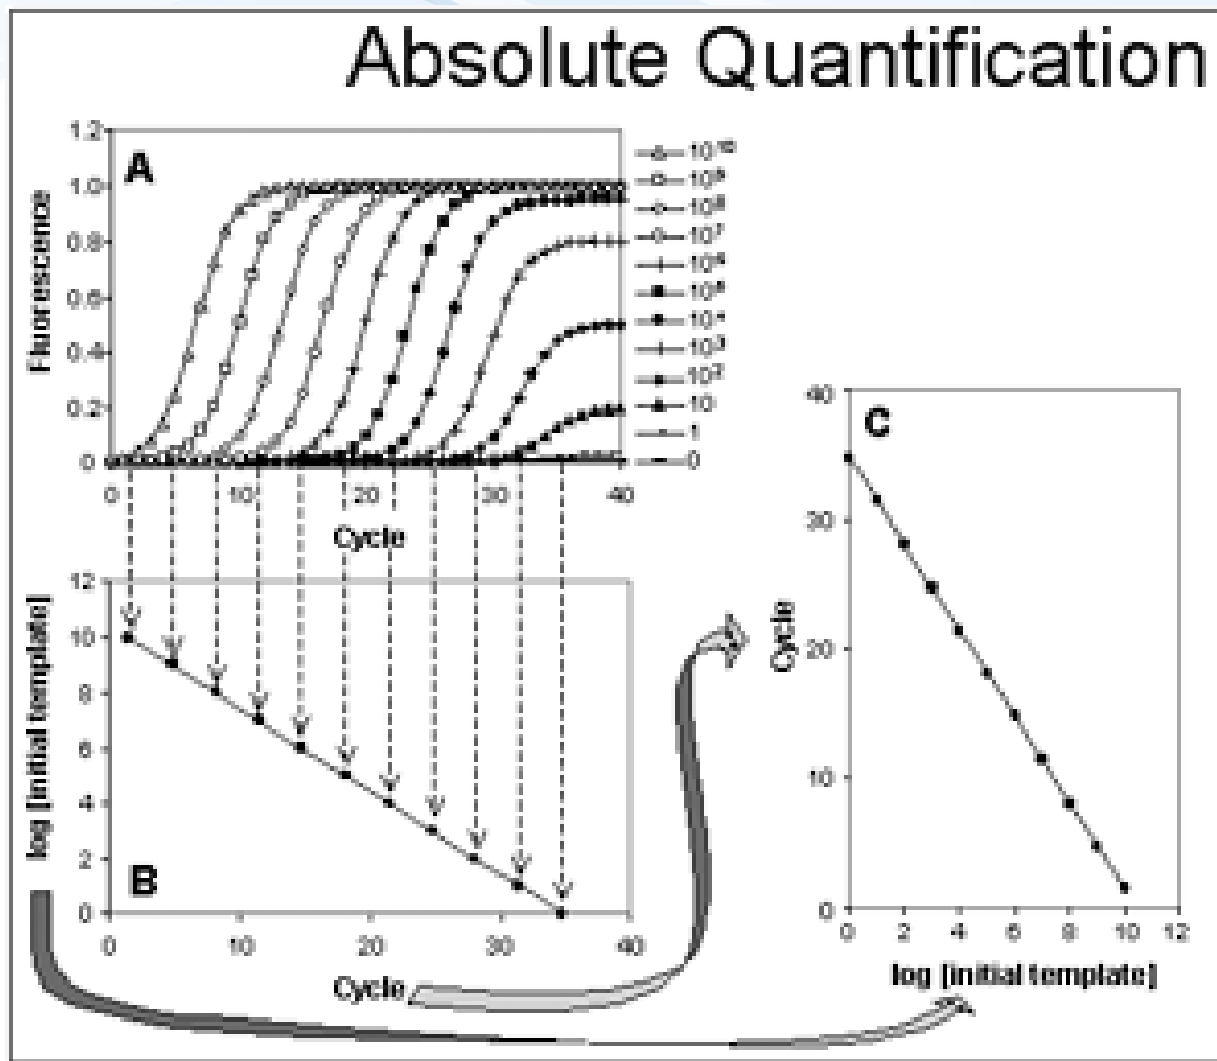 Absolute Quantification
A
Fluorescence
1.2
1.0
0.8
0.6
0.4
0.2
0
0 10 20 30 40
Cycle
10¹⁰
10⁹
10⁸
10⁷
10⁶
10⁵
10⁴
10³
10²
10
1
0
B
log [initial template]
12
10
8
6
4
2
0
0 10 20 30 40
Cycle
C
Cycle
40
30
20
10
0
0 2 4 6 8 10 12
log [initial template]